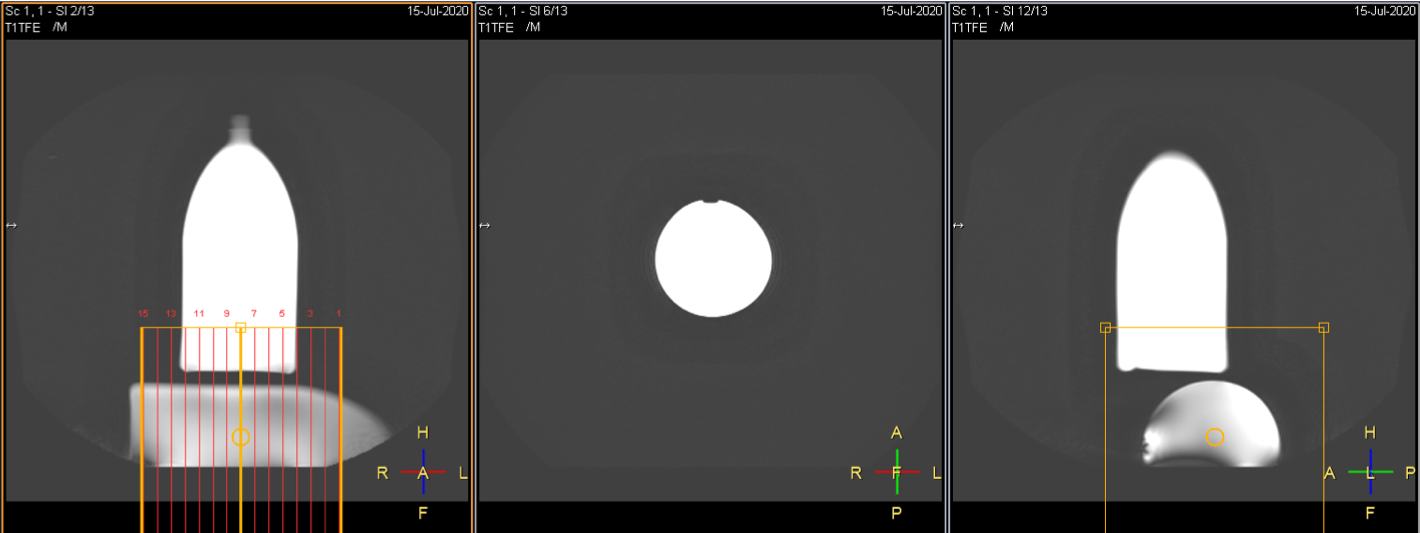 Sc 1, 1 - Sl 2/13 15-Jul-2020
T1TFE /M
15 13 11 9 7 5 3 1
H
R A L
F
Sc 1, 1 - Sl 6/13 15-Jul-2020
T1TFE /M
A
R F L
P
Sc 1, 1 - Sl 12/13 15-Jul-2020
T1TFE /M
H
A L P
F